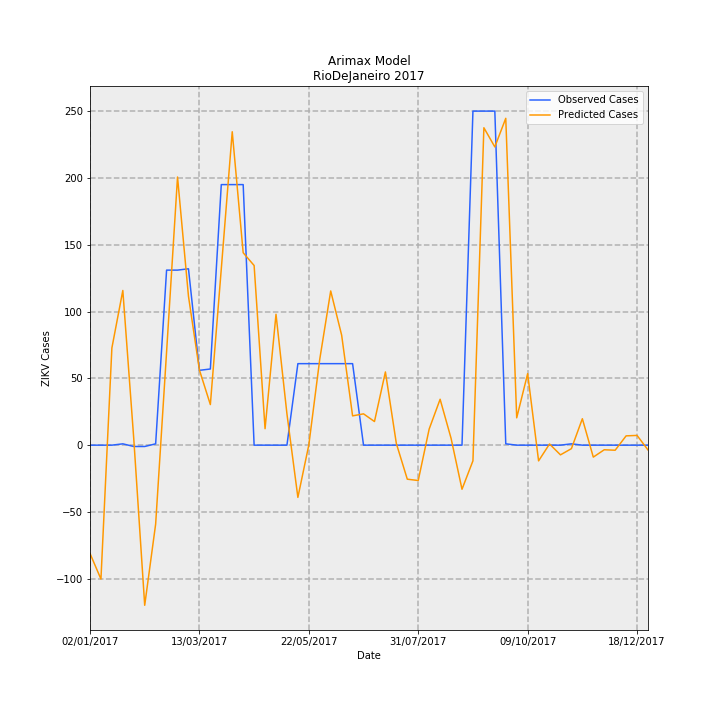 Arimax Model
RioDeJaneiro 2017
Observed Cases
Predicted Cases
250
200
150
100
50
0
−50
−100
ZIKV Cases
02/01/2017
13/03/2017
22/05/2017
31/07/2017
09/10/2017
18/12/2017
Date